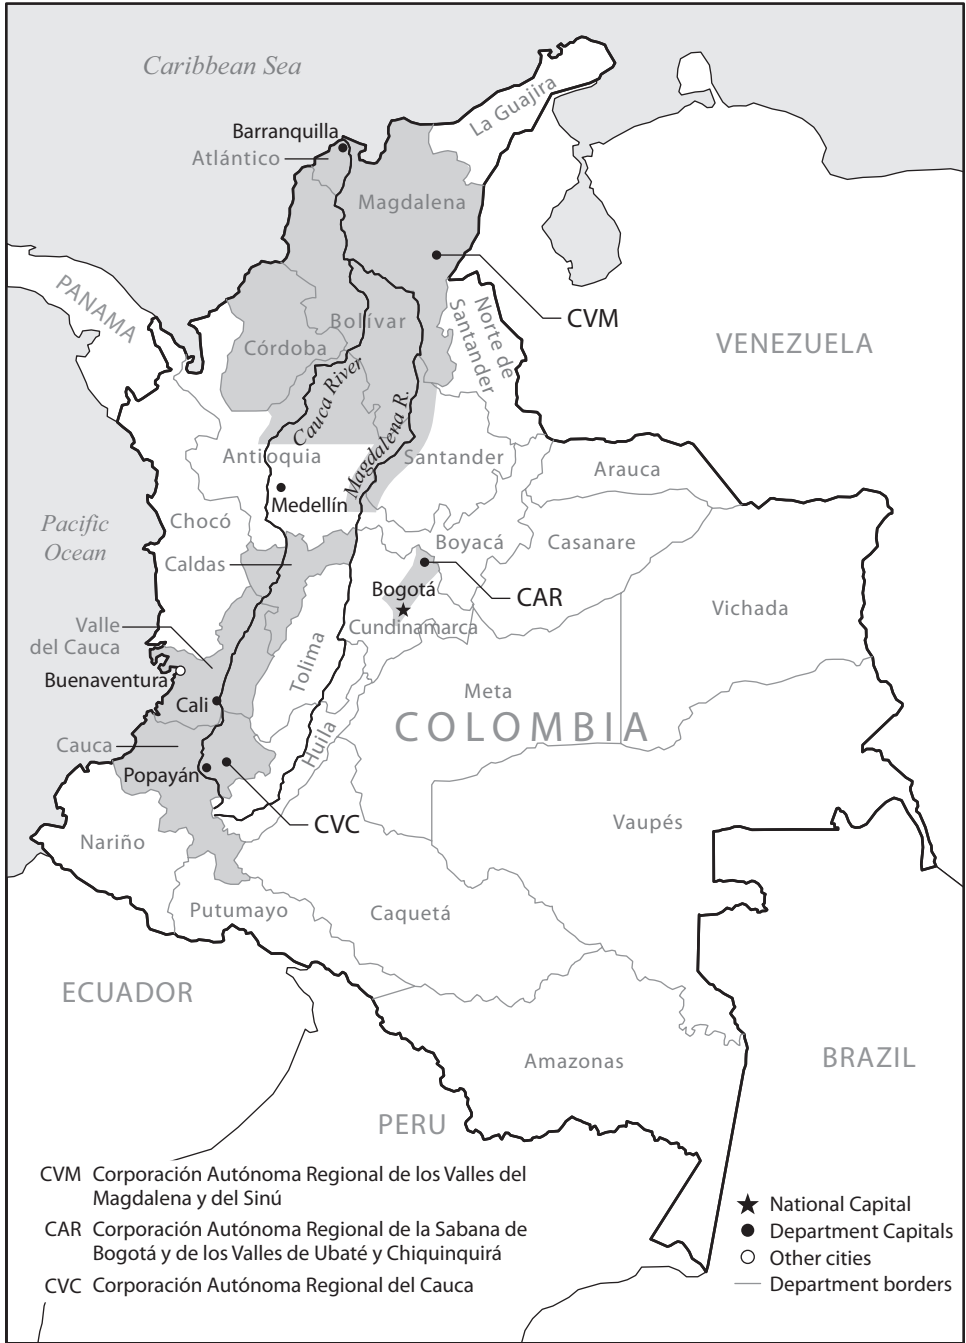 Caribbean Sea
La Guajira
Barranquilla
Atlántico
Magdalena
PANAMA
CVM
Norte de
Santander
Bolívar
VENEZUELA
Córdoba
Cauca River
Magdalena R.
Antioquia
Santander
Arauca
Medellín
Chocó
Pacific
Ocean
Boyacá
Casanare
Caldas
Bogotá
CAR
Vichada
Cundinamarca
Valle
del Cauca
Tolima
Buenaventura
Meta
Cali
COLOMBIA
Cauca
Huila
Popayán
CVC
Vaupés
Nariño
Putumayo
Caquetá
ECUADOR
Amazonas
BRAZIL
PERU
CVM Corporación Autónoma Regional de los Valles del
Magdalena y del Sinú
CAR Corporación Autónoma Regional de la Sabana de
Bogotá y de los Valles de Ubaté y Chiquinquirá
CVC Corporación Autónoma Regional del Cauca
National Capital
Department Capitals
Other cities
Department borders